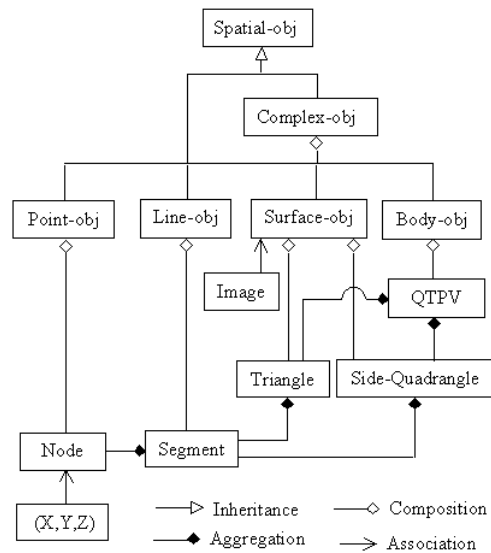 Spatial-obj
Complex-obj
Point-obj
Line-obj
Surface-obj
Body-obj
Image
QTPV
Triangle
Side-Quadrangle
Node
Segment
(X,Y,Z)
Inheritance
Composition
Aggregation
Association